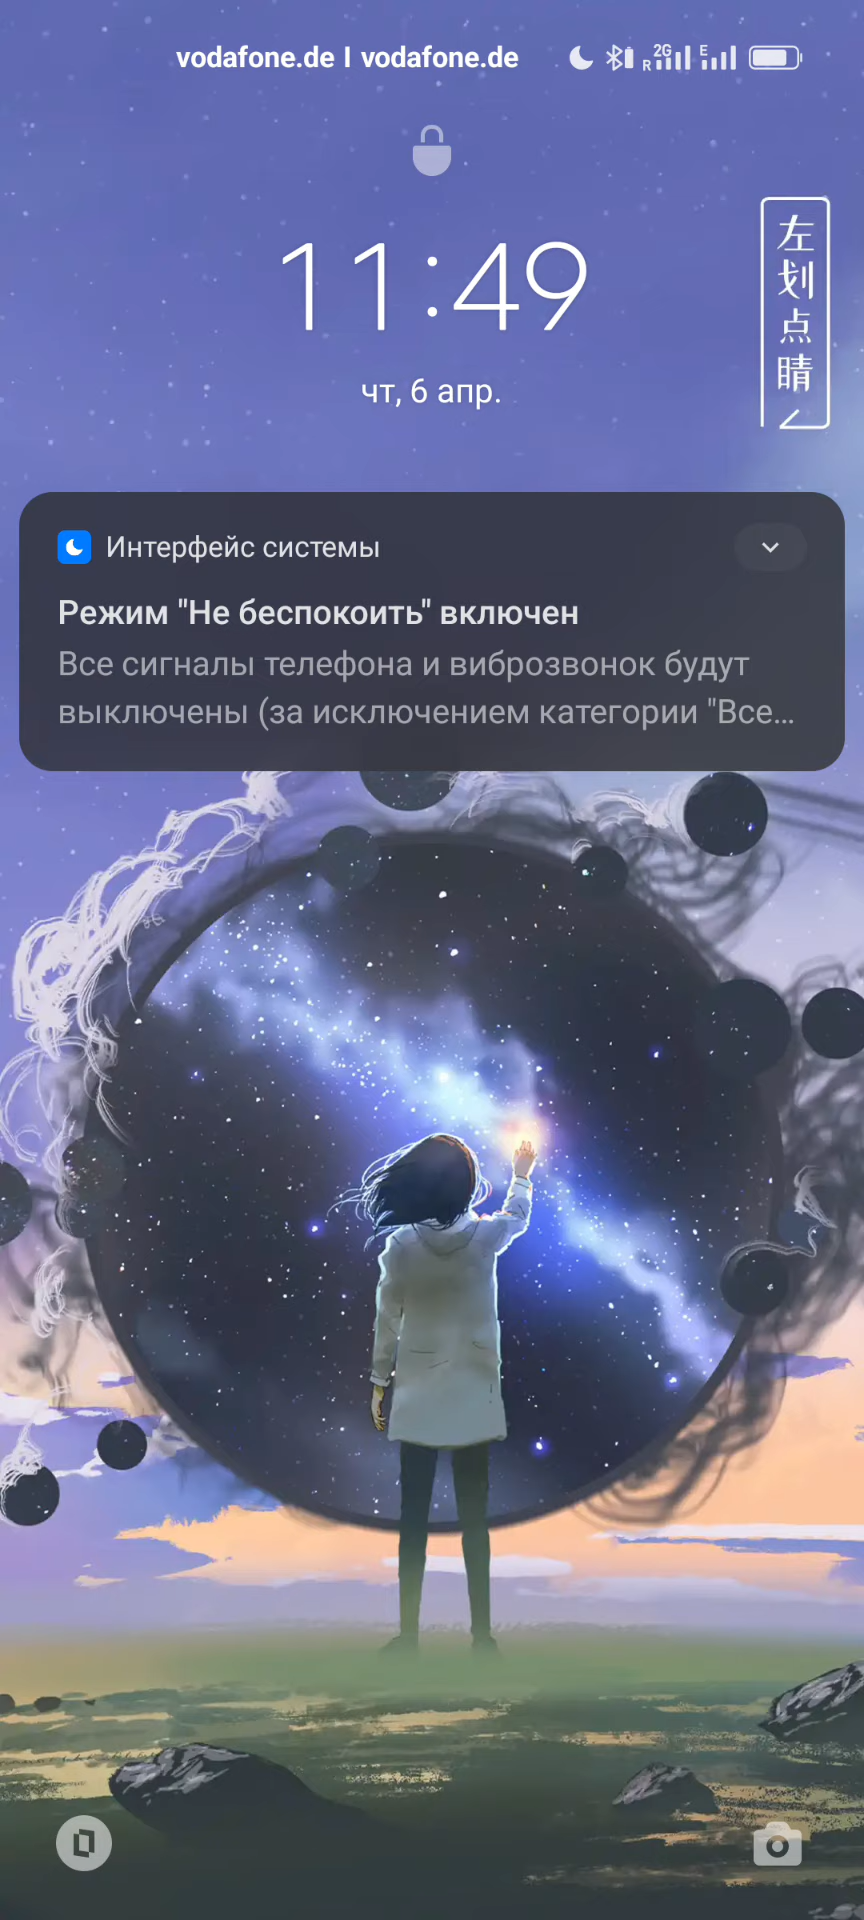 vodafone.de I vodafone.de
R 2G E
11:49
чт, 6 апр.
左划点睛
Интерфейс системы
Режим "Не беспокоить" включен
Все сигналы телефона и виброзвонок будут
выключены (за исключением категории "Все...